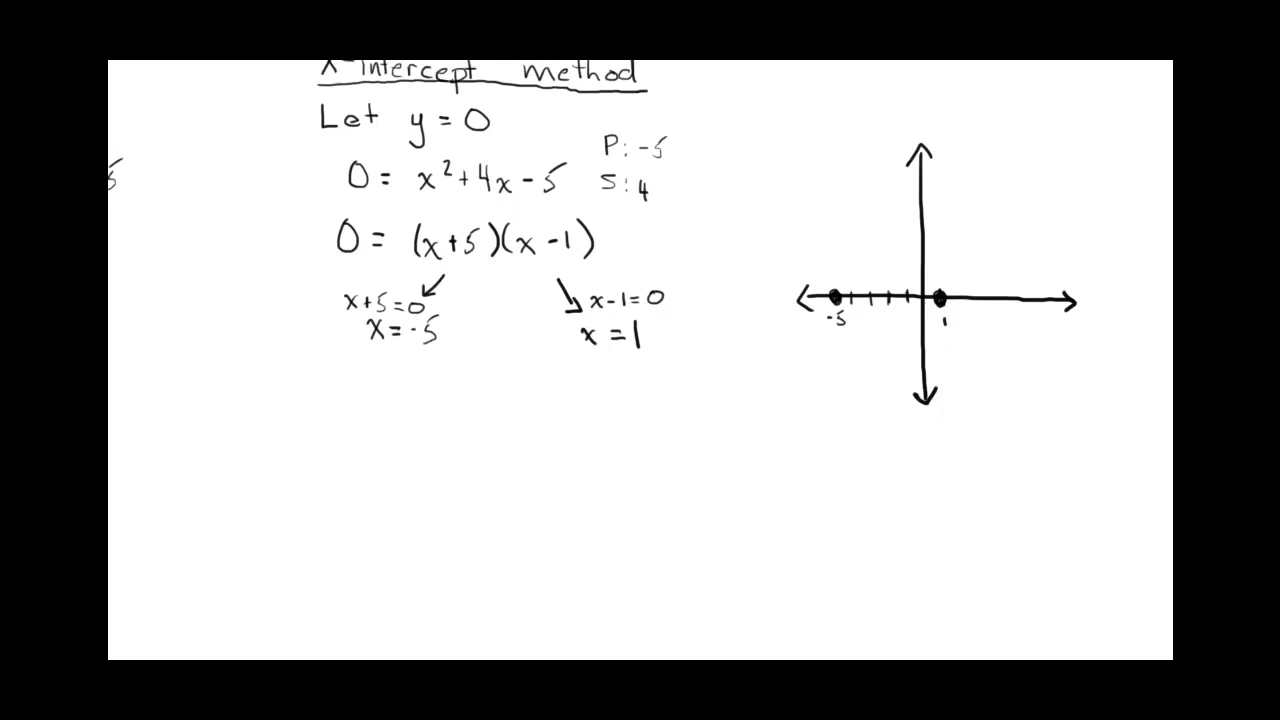 X-intercept method
Let y = 0
P: -5
0 = x² + 4x - 5
S: 4
5
0 = (x + 5)(x - 1)
x + 5 = 0
x - 1 = 0
x = -5
x = 1
-5
1